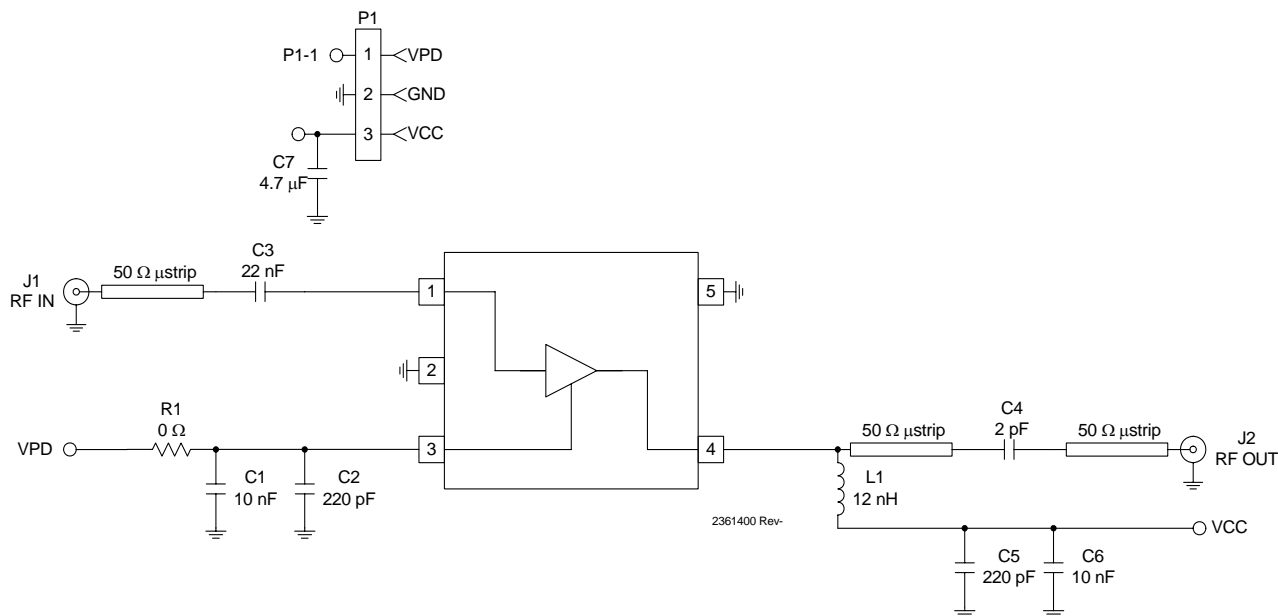 P1
P1-1
1
VPD
2
GND
3
VCC
C7
4.7 µF
C3
22 nF
50 Ω µstrip
J1
RF IN
1
5
2
R1
0 Ω
VPD
3
C1
10 nF
C2
220 pF
4
50 Ω µstrip
C4
2 pF
50 Ω µstrip
J2
RF OUT
L1
12 nH
2361400 Rev-
VCC
C5
220 pF
C6
10 nF